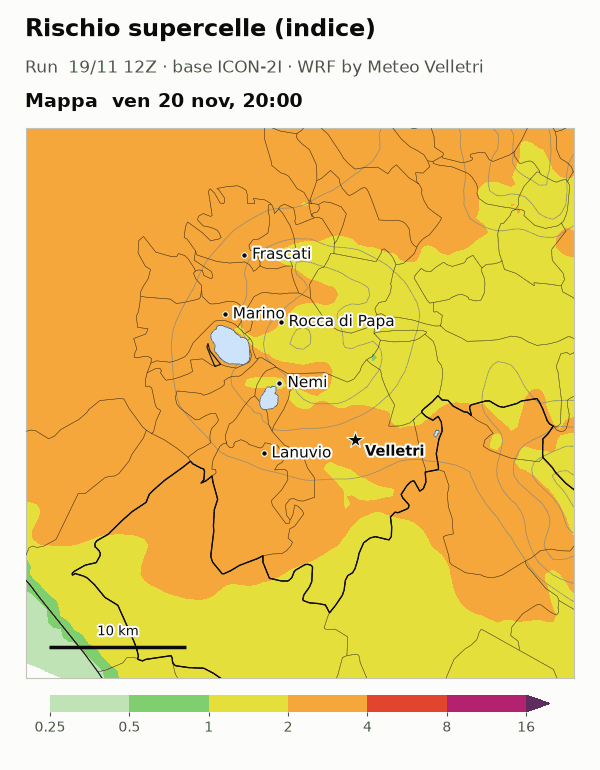 Rischio supercelle (indice)
Run 19/11 12Z · base ICON-2I · WRF by Meteo Velletri
Mappa ven 20 nov, 20:00
Frascati
Marino
Rocca di Papa
Nemi
Velletri
Lanuvio
10 km
0.25 0.5 1 2 4 8 16